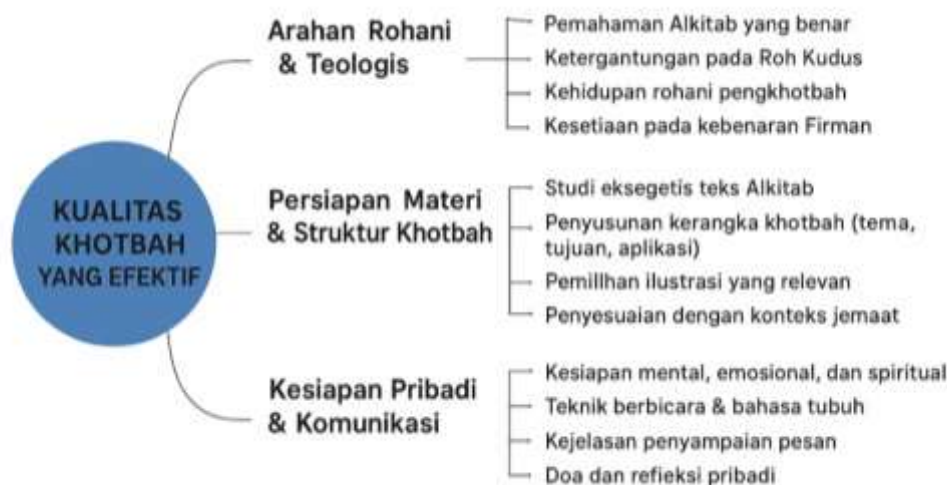 KUALITAS
KHOTBAH
YANG EFEKTIF
Arahan Rohani
& Teologis
Pemahaman Alkitab yang benar
Ketergantungan pada Roh Kudus
Kehidupan rohani pengkhotbah
Kesetiaan pada kebenaran Firman
Persiapan Materi
& Struktur Khotbah
Studi eksegetis teks Alkitab
Penyusunan kerangka khotbah (tema,
tujuan, aplikasi)
Pemillhan ilustrasi yang relevan
Penyesuaian dengan konteks jemaat
Kesiapan Pribadi
& Komunikasi
Kesiapan mental, emosional, dan spiritual
Teknik berbicara & bahasa tubuh
Kejelasan penyampaian pesan
Doa dan refieksi pribadi